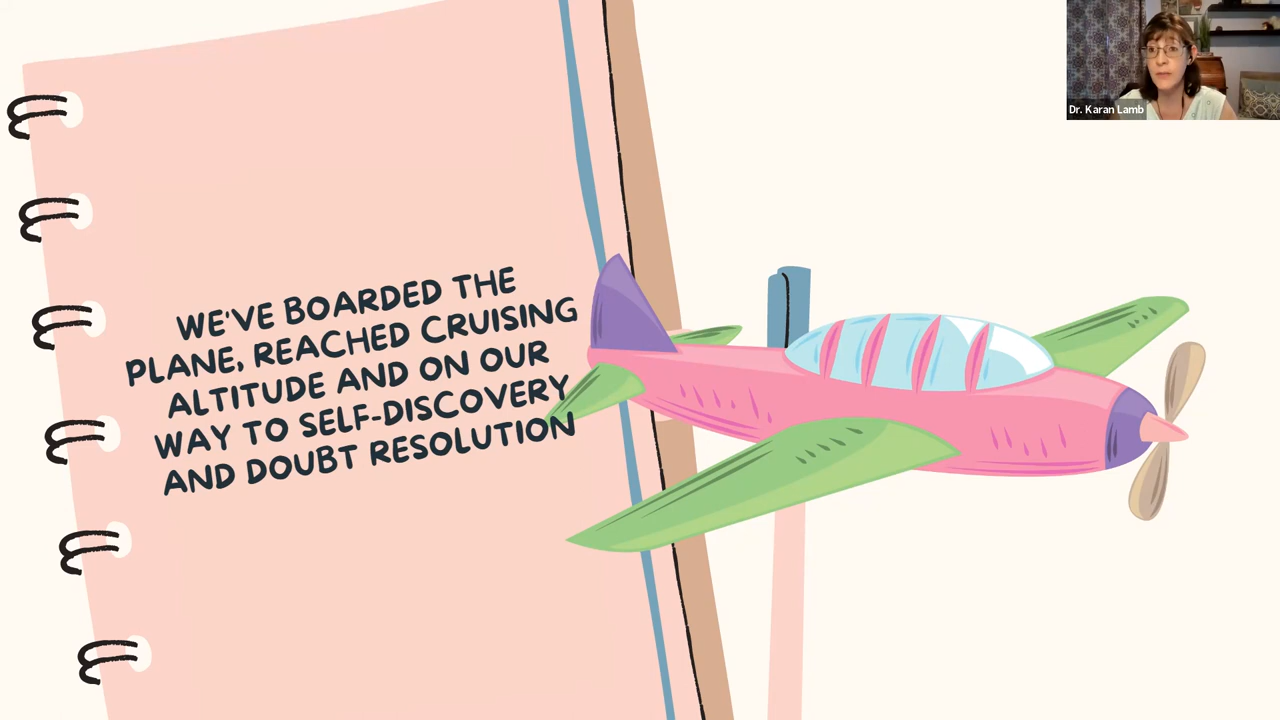 WE'VE BOARDED THE
PLANE, REACHED CRUISING
ALTITUDE AND ON OUR
WAY TO SELF-DISCOVERY
AND DOUBT RESOLUTION
Dr. Karan Lamb